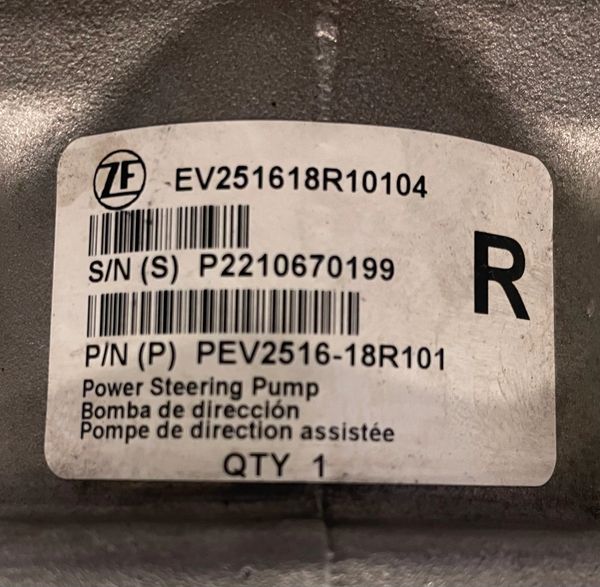 ZF EV251618R10104
S/N (S) P2210670199
R
P/N (P) PEV2516-18R101
Power Steering Pump
Bomba de dirección
Pompe de direction assistée
QTY 1